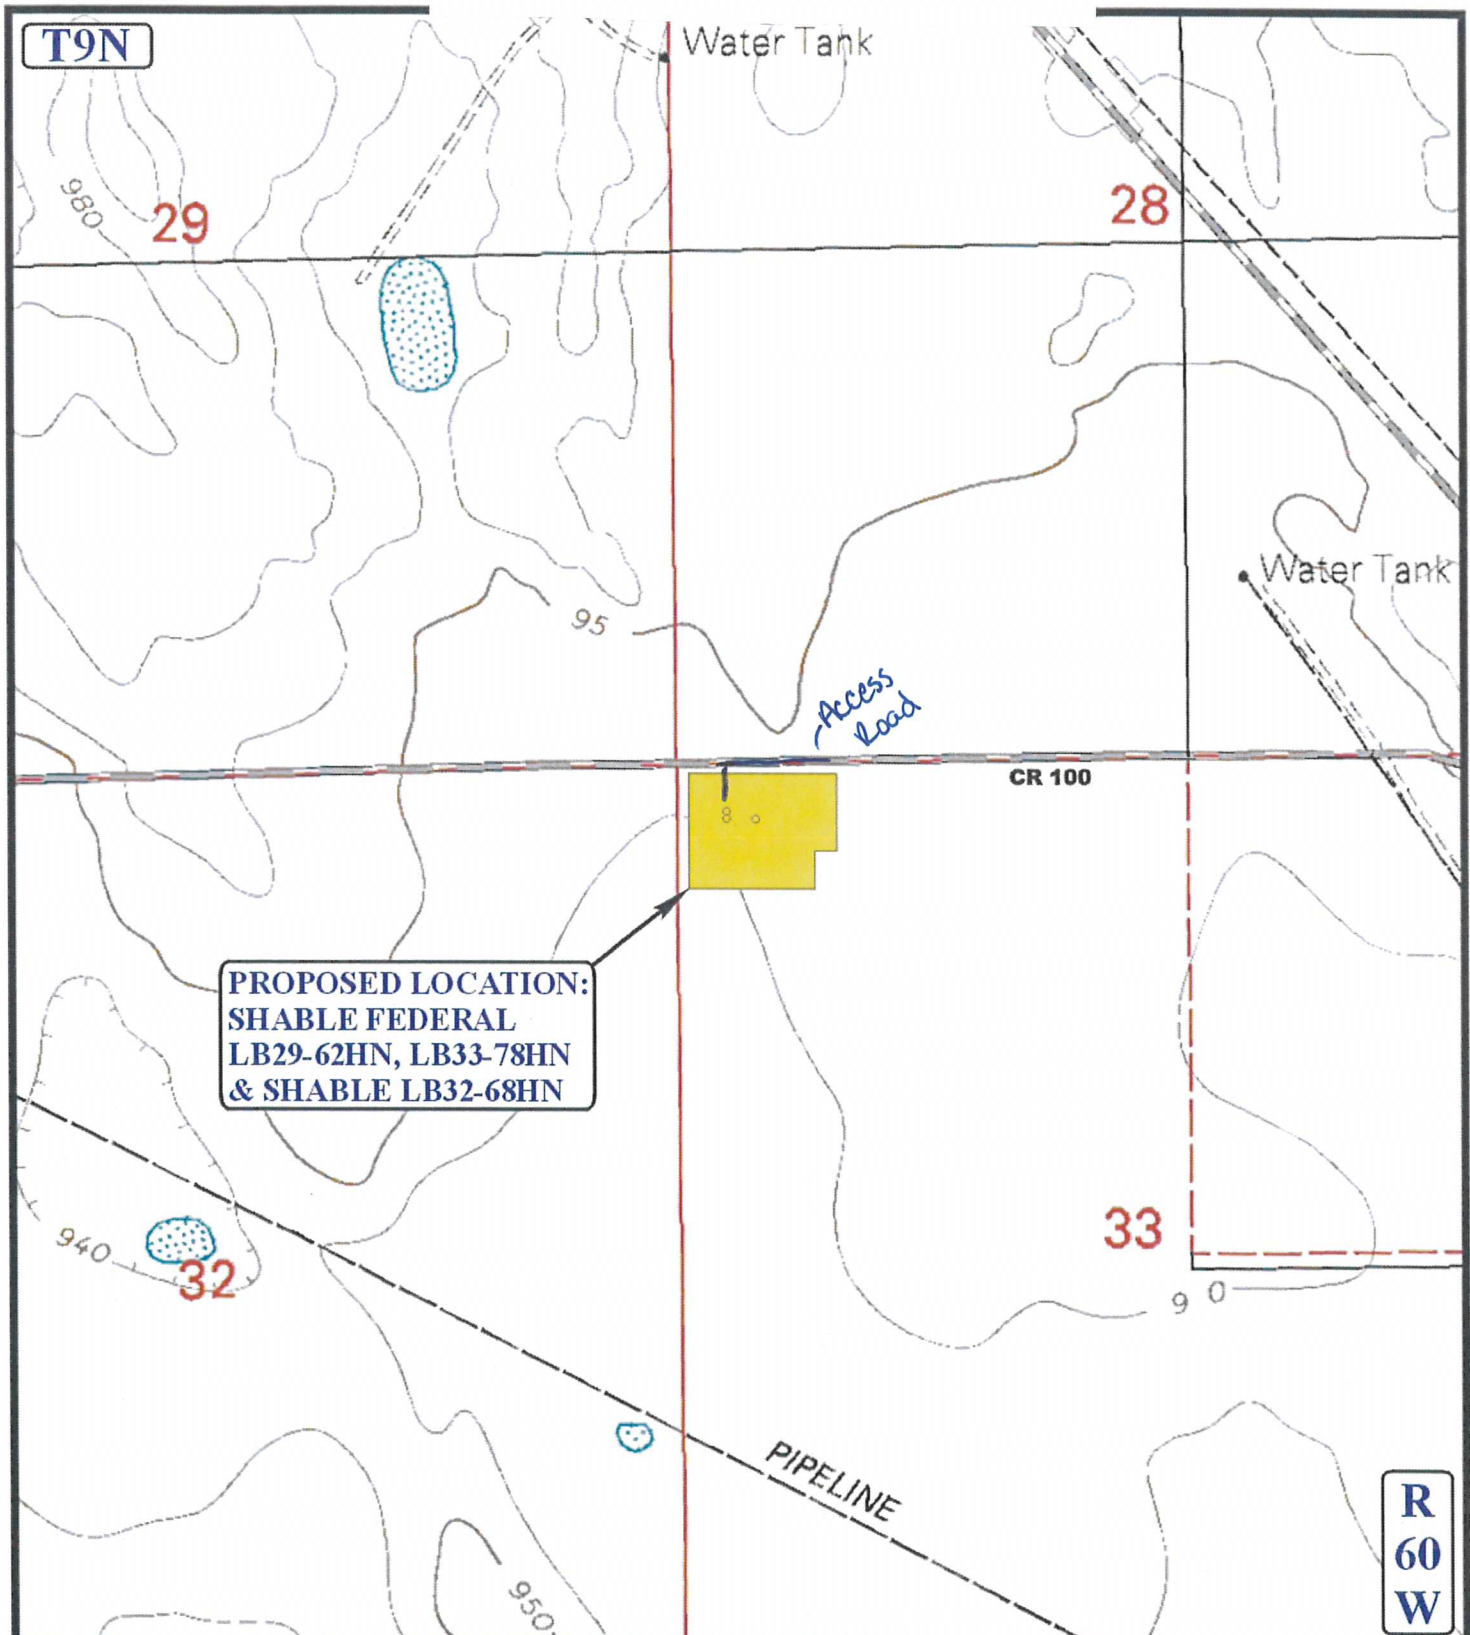 T9N
Water Tank
980
29
28
Water Tank
95
Access
Road
CR 100
8
PROPOSED LOCATION:
SHABLE FEDERAL
LB29-62HN, LB33-78HN
& SHABLE LB32-68HN
33
940
32
9 0
PIPELINE
950
R
60
W